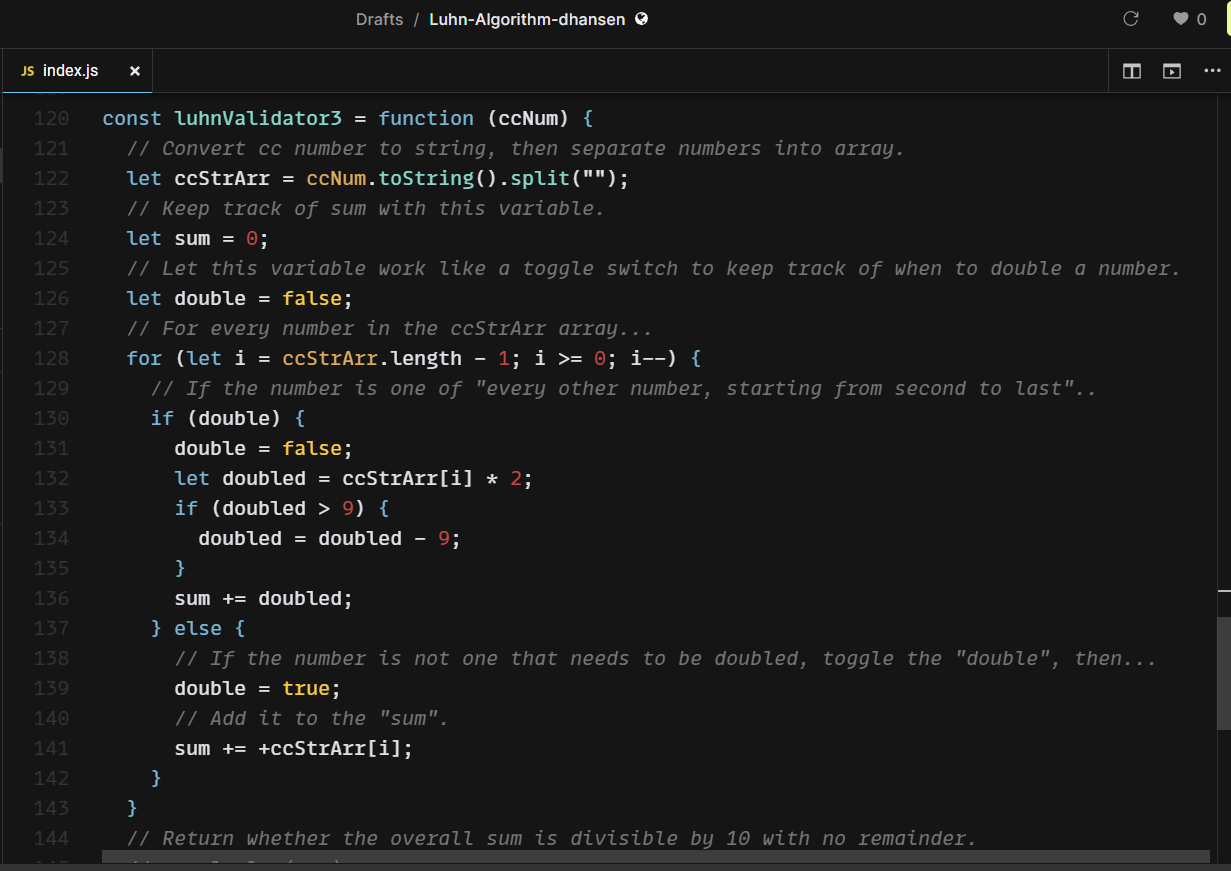 Drafts / Luhn-Algorithm-dhansen
0
JS index.js ×
120 const luhnValidator3 = function (ccNum) {
121 // Convert cc number to string, then separate numbers into array.
122 let ccStrArr = ccNum.toString().split("");
123 // Keep track of sum with this variable.
124 let sum = 0;
125 // Let this variable work like a toggle switch to keep track of when to double a number.
126 let double = false;
127 // For every number in the ccStrArr array...
128 for (let i = ccStrArr.length - 1; i >= 0; i--) {
129 // If the number is one of "every other number, starting from second to last"..
130 if (double) {
131 double = false;
132 let doubled = ccStrArr[i] * 2;
133 if (doubled > 9) {
134 doubled = doubled - 9;
135 }
136 sum += doubled;
137 } else {
138 // If the number is not one that needs to be doubled, toggle the "double", then...
139 double = true;
140 // Add it to the "sum".
141 sum += +ccStrArr[i];
142 }
143 }
144 // Return whether the overall sum is divisible by 10 with no remainder.